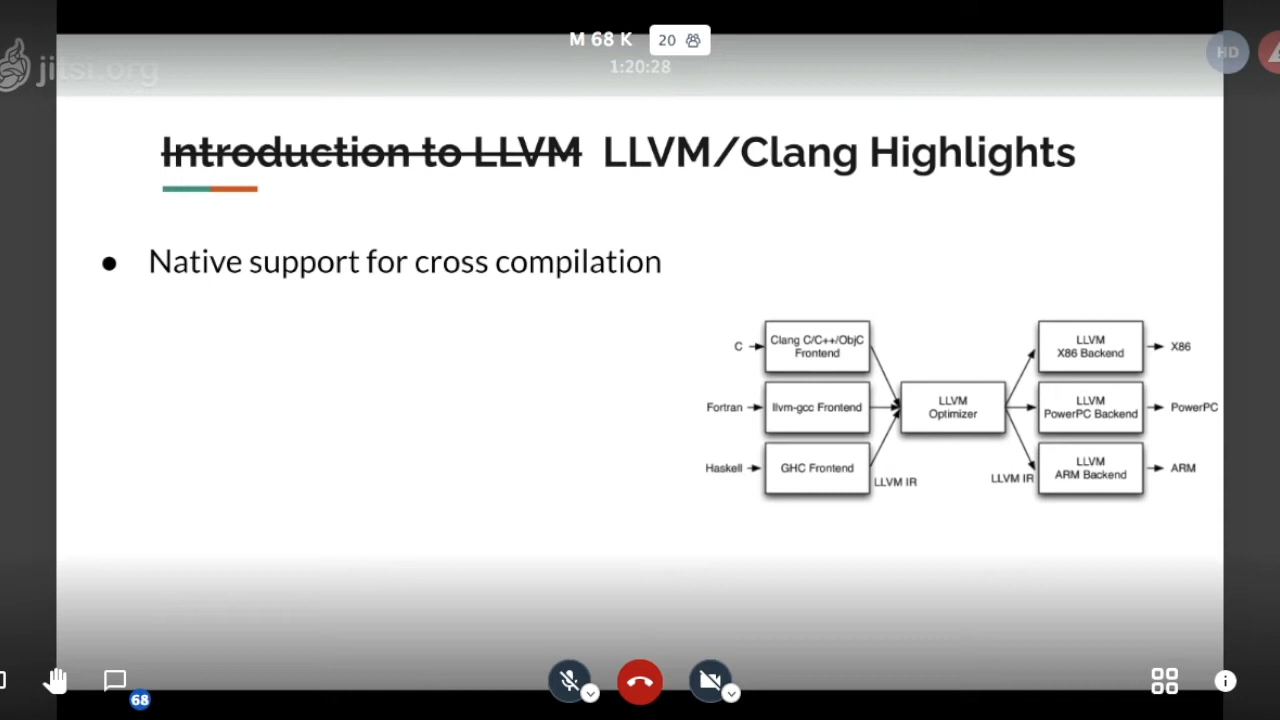 M 68 K 20
1:20:28
jitsi.org
HD
Introduction to LLVM LLVM/Clang Highlights
● Native support for cross compilation
C
Clang C/C++/ObjC
Frontend
Fortran
llvm-gcc Frontend
Haskell
GHC Frontend
LLVM IR
LLVM
Optimizer
LLVM IR
LLVM
X86 Backend
X86
LLVM
PowerPC Backend
PowerPC
LLVM
ARM Backend
ARM
68